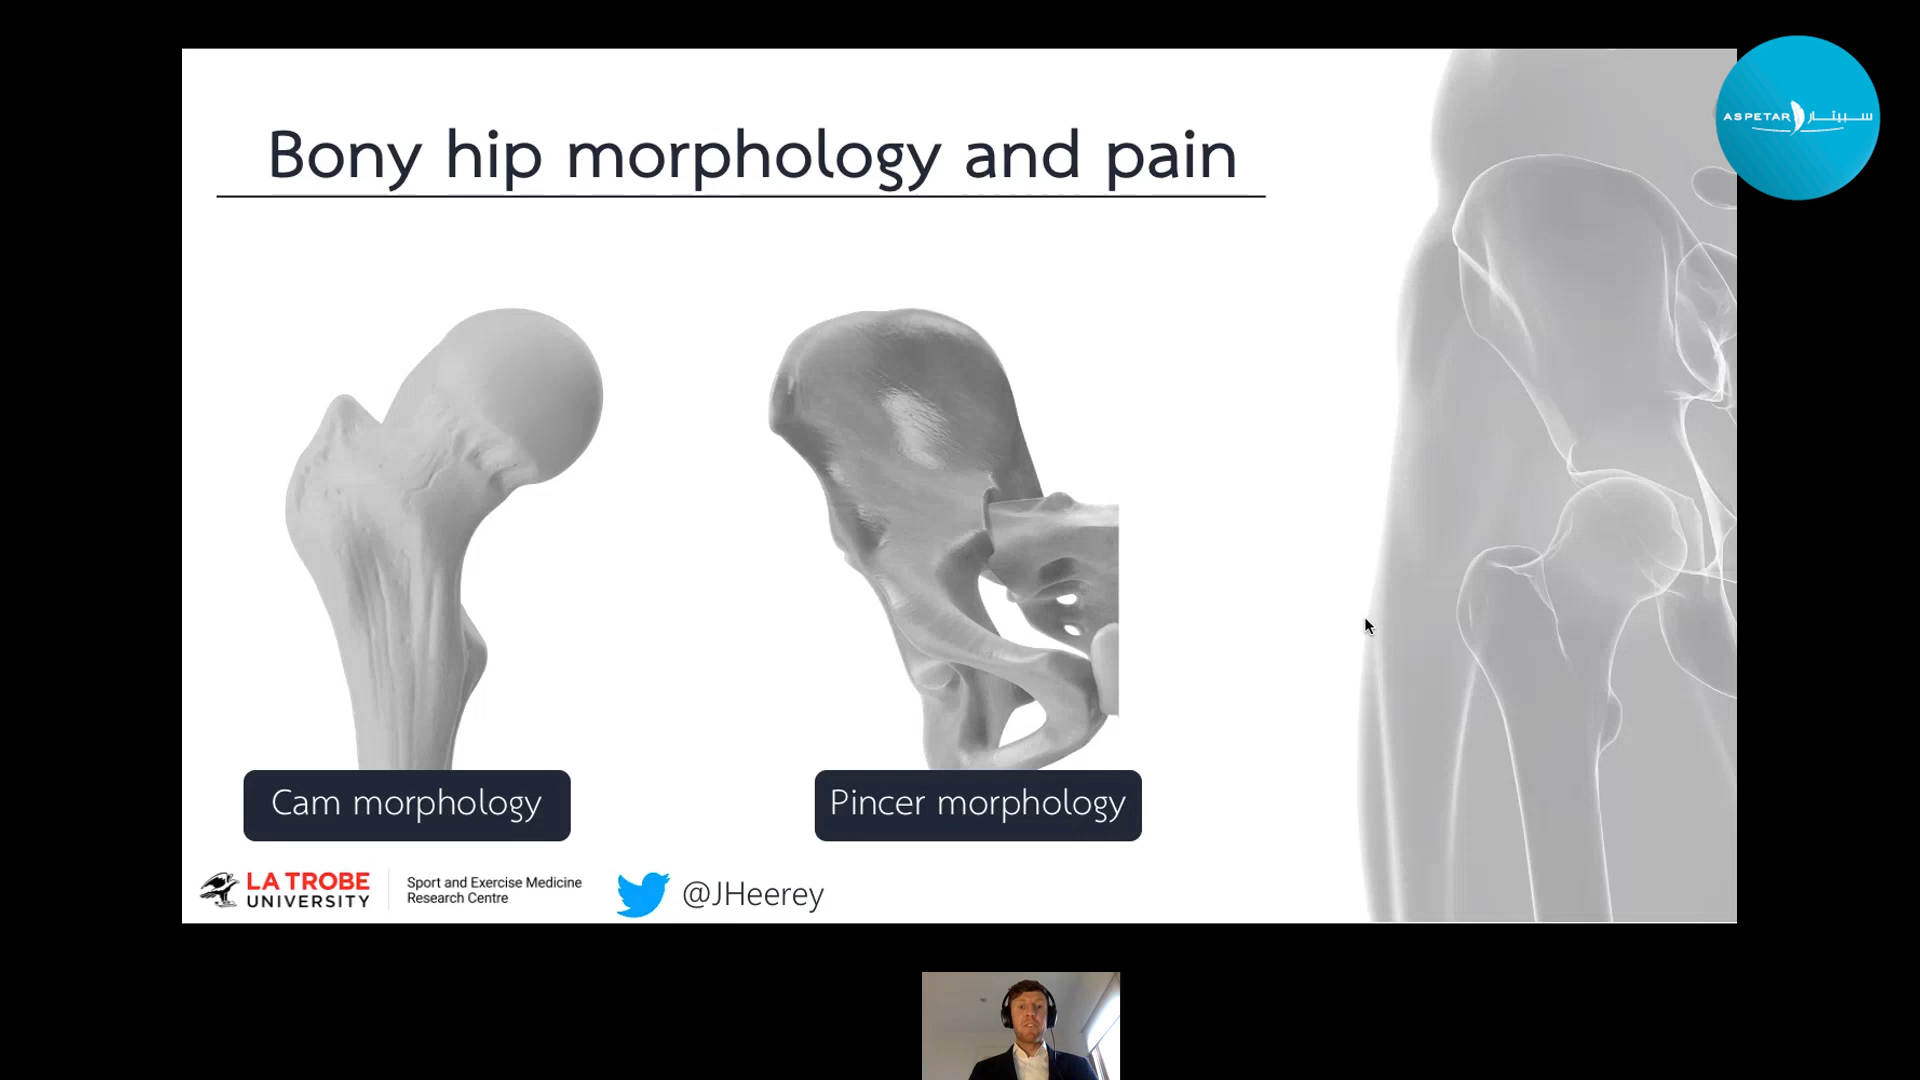 Bony hip morphology and pain
ASPETAR سبيتار
Cam morphology
Pincer morphology
LA TROBE
UNIVERSITY
Sport and Exercise Medicine
Research Centre
@JHeerey